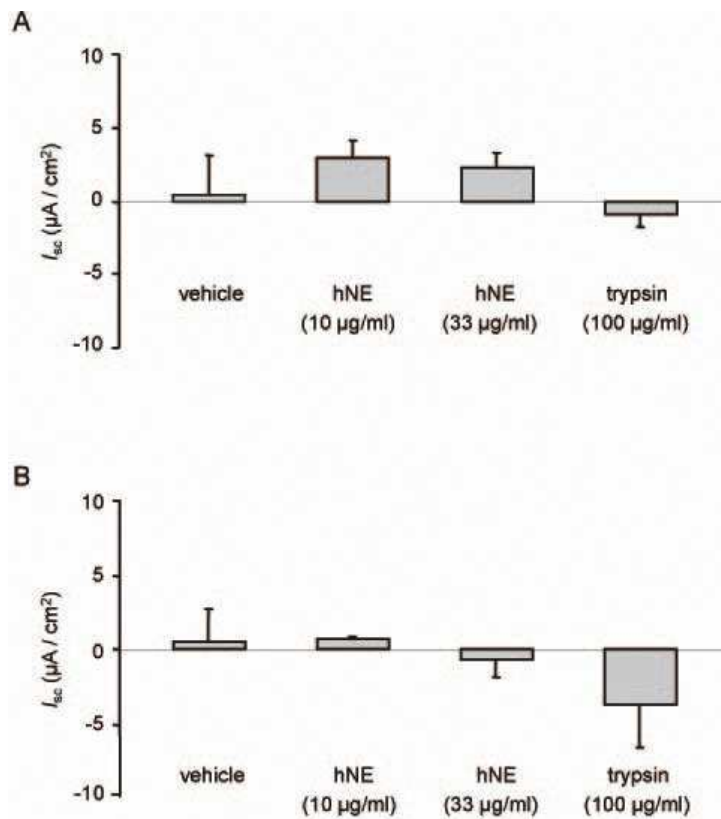 A
10
5
0
-5
-10
Isc (µA / cm²)
vehicle
hNE
(10 µg/ml)
hNE
(33 µg/ml)
trypsin
(100 µg/ml)
B
10
5
0
-5
-10
Isc (µA / cm²)
vehicle
hNE
(10 µg/ml)
hNE
(33 µg/ml)
trypsin
(100 µg/ml)